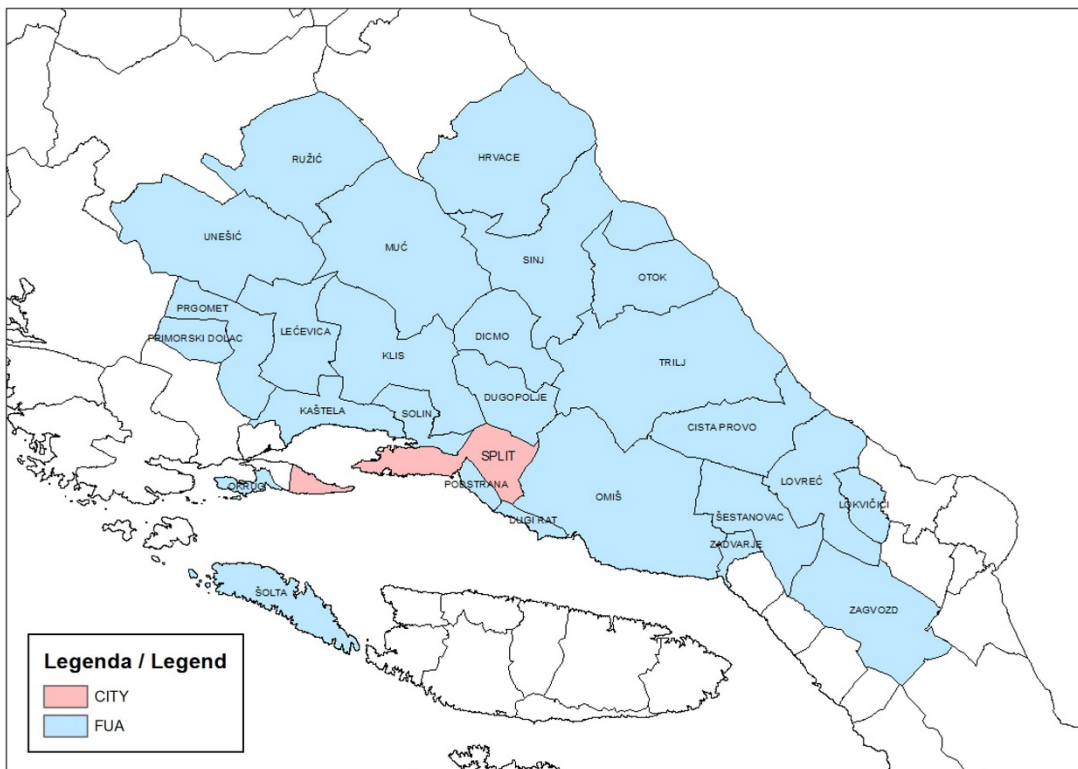 HRVACE
RUŽIĆ
UNEŠIĆ
MUĆ
SINJ
OTOK
PRGOMET
PRIMORSKI DOLAC
LEĆEVICA
DICMO
KLIS
TRILJ
DUGOPOLJE
KAŠTELA
SOLIN
CISTA PROVO
SPLIT
LOVREĆ
PODSTRANA
OKRUG
OMIŠ
LOKVIČIĆI
DUGI RAT
ŠESTANOVAC
ZADVARJE
ŠOLTA
ZAGVOZD
Legenda / Legend
CITY
FUA